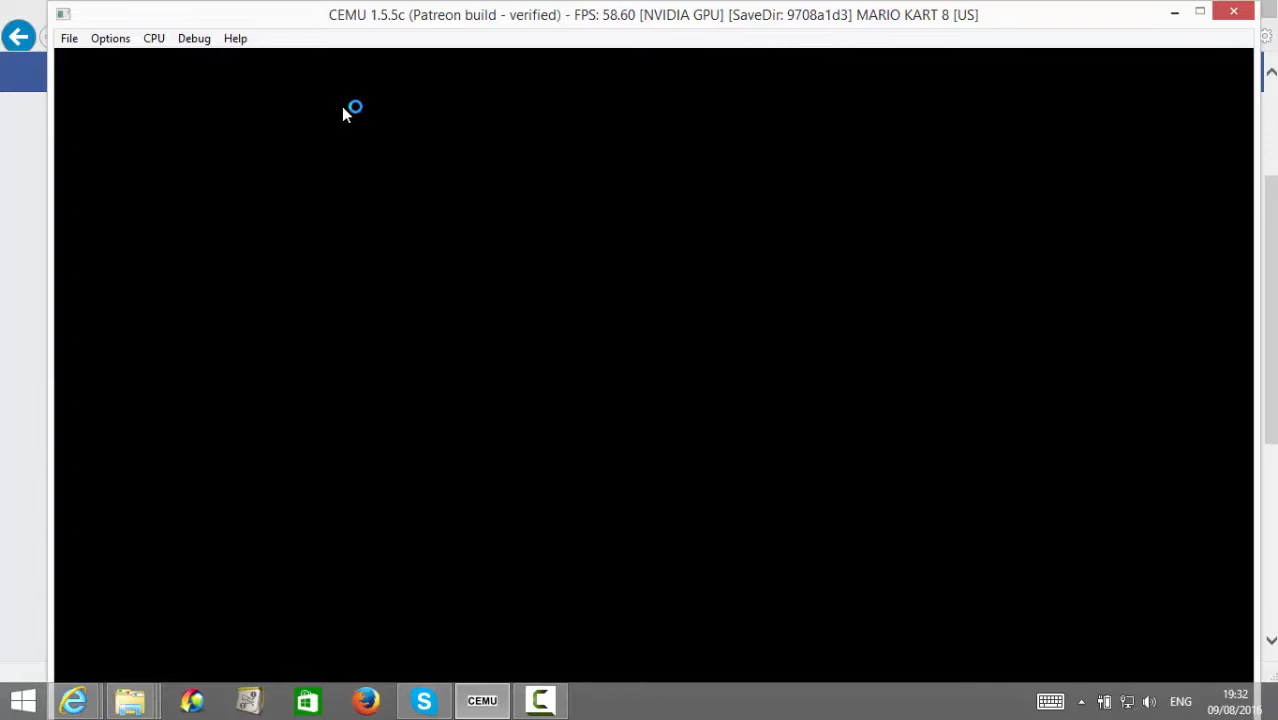 CEMU 1.5.5c (Patreon build - verified) - FPS: 58.60 [NVIDIA GPU] [SaveDir: 9708a1d3] MARIO KART 8 [US]
File Options CPU Debug Help
CEMU
ENG
19:32
09/08/2016